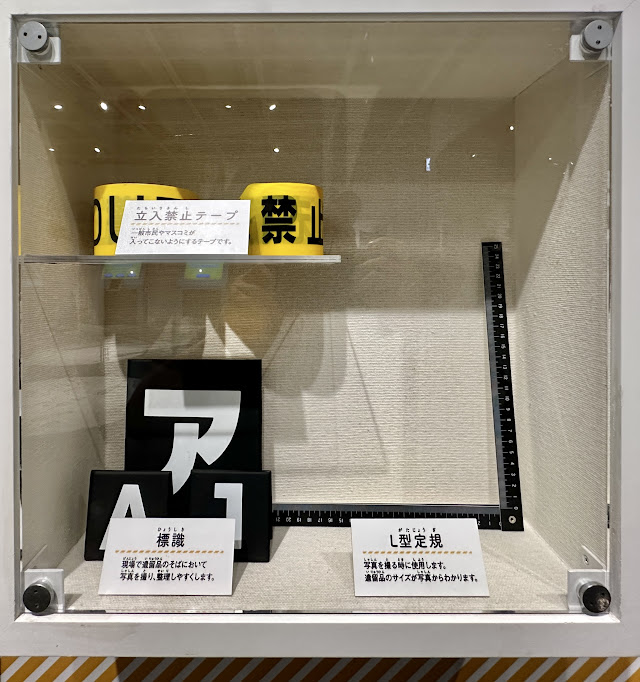 OU
禁止
立入禁止テープ
一般市民やマスコミが
入ってこないようにするテープです。
ア
A
1
標識
現場で遺留品のそばにおいて
写真を撮り、整理しやすくします。
L型定規
写真を撮る時に使用します。
遺留品のサイズが写真からわかります。